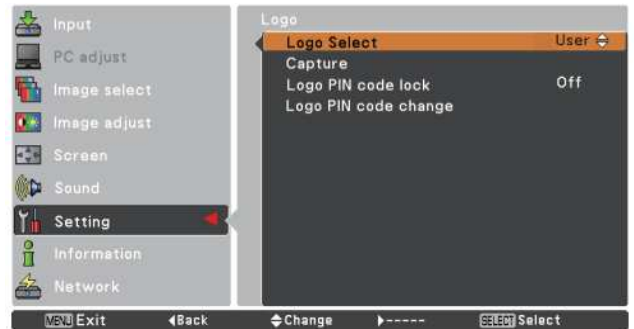 Input
PC adjust
Image select
Image adjust
Screen
Sound
Setting
Information
Network
Logo
Logo Select User
Capture
Logo PIN code lock Off
Logo PIN code change
MENU Exit Back Change ----- SELECT Select